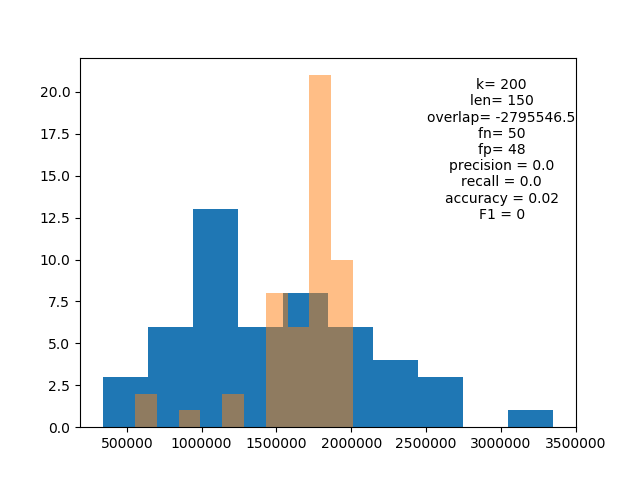 20.0
17.5
15.0
12.5
10.0
7.5
5.0
2.5
0.0
k= 200
len= 150
overlap= -2795546.5
fn= 50
fp= 48
precision = 0.0
recall = 0.0
accuracy = 0.02
F1 = 0
500000 1000000 1500000 2000000 2500000 3000000 3500000